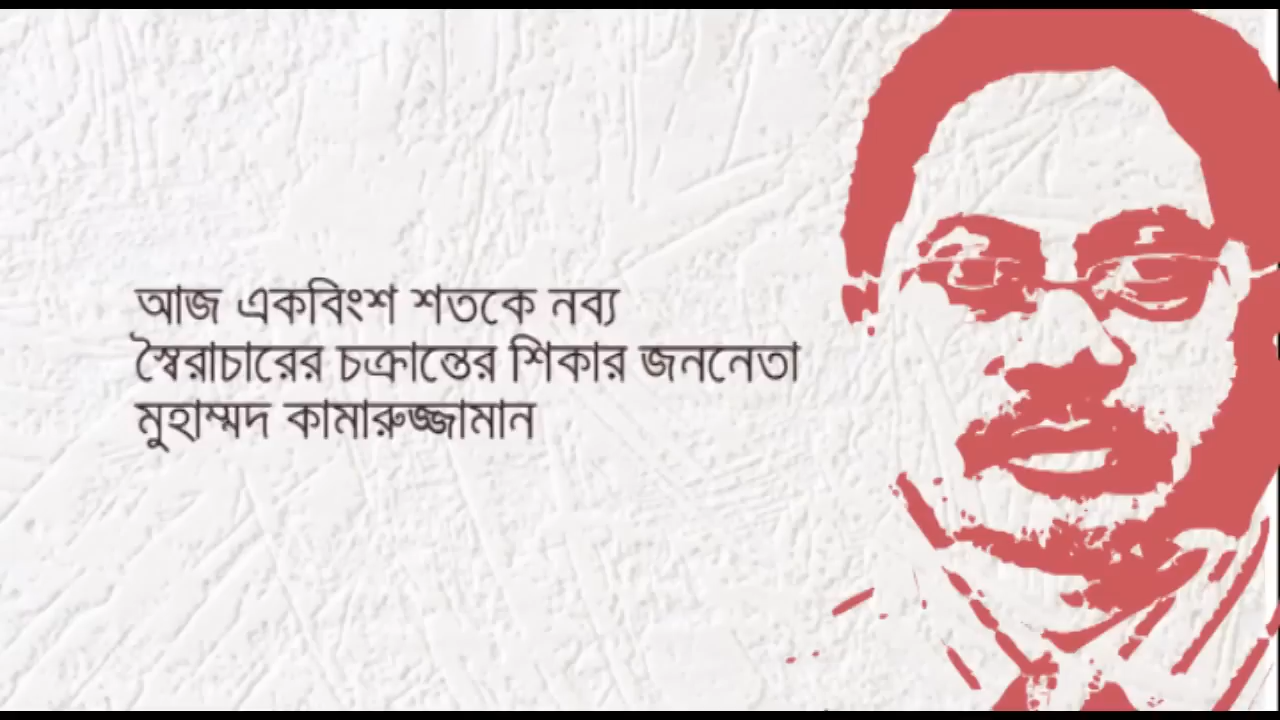 আজ একবিংশ শতকে নব্য
স্বৈরাচারের চক্রান্তের শিকার জননেতা
মুহাম্মদ কামারুজ্জামান